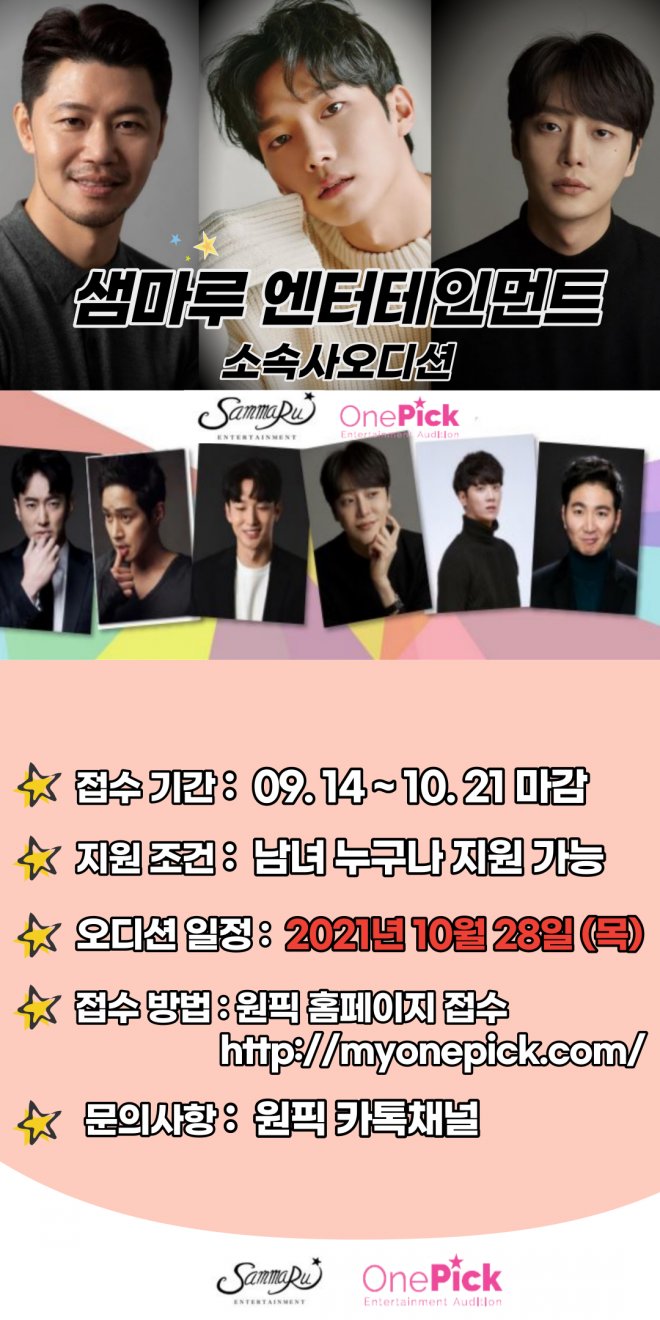 샘마루 엔터테인먼트
소속사오디션
SammaRu
ENTERTAINMENT
OnePick
Entertainment Audition
접수 기간 : 09. 14 ~ 10. 21 마감
지원 조건 : 남녀 누구나 지원 가능
오디션 일정 : 2021년 10월 28일 (목)
접수 방법 : 원픽 홈페이지 접수
http://myonepick.com/
문의사항 : 원픽 카톡채널
SammaRu
ENTERTAINMENT
OnePick
Entertainment Audition